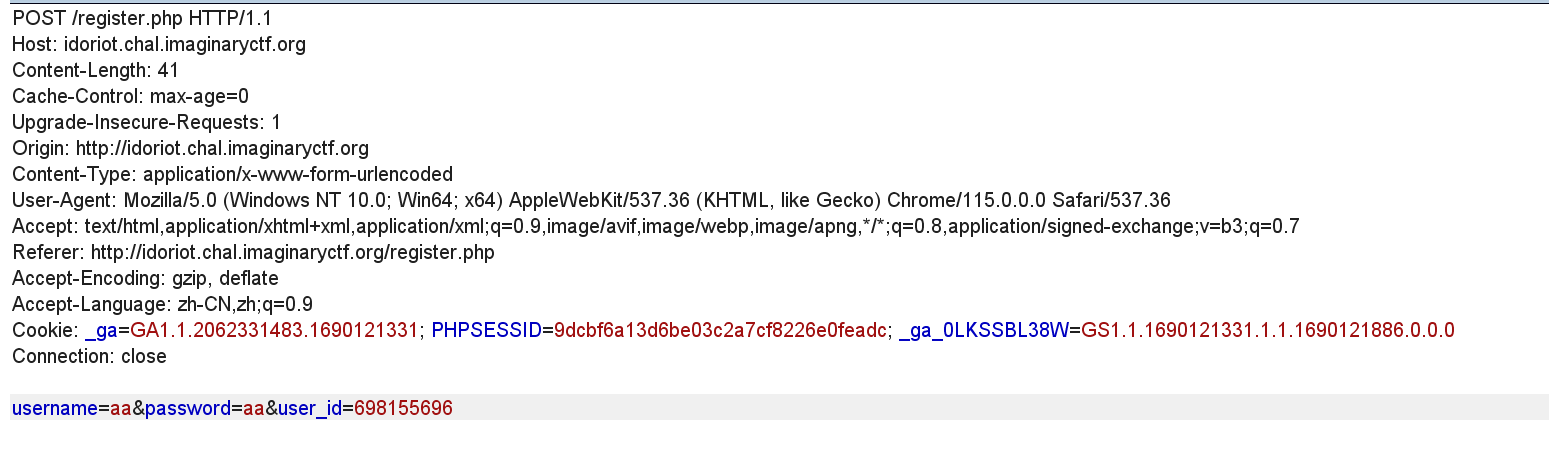 POST /register.php HTTP/1.1
Host: idoriot.chal.imaginaryctf.org
Content-Length: 41
Cache-Control: max-age=0
Upgrade-Insecure-Requests: 1
Origin: http://idoriot.chal.imaginaryctf.org
Content-Type: application/x-www-form-urlencoded
User-Agent: Mozilla/5.0 (Windows NT 10.0; Win64; x64) AppleWebKit/537.36 (KHTML, like Gecko) Chrome/115.0.0.0 Safari/537.36
Accept: text/html,application/xhtml+xml,application/xml;q=0.9,image/avif,image/webp,image/apng,*/*;q=0.8,application/signed-exchange;v=b3;q=0.7
Referer: http://idoriot.chal.imaginaryctf.org/register.php
Accept-Encoding: gzip, deflate
Accept-Language: zh-CN,zh;q=0.9
Cookie: _ga=GA1.1.2062331483.1690121331; PHPSESSID=9dcbf6a13d6be03c2a7cf8226e0feadc; _ga_0LKSSBL38W=GS1.1.1690121331.1.1.1690121886.0.0.0
Connection: close
username=aa&password=aa&user_id=698155696